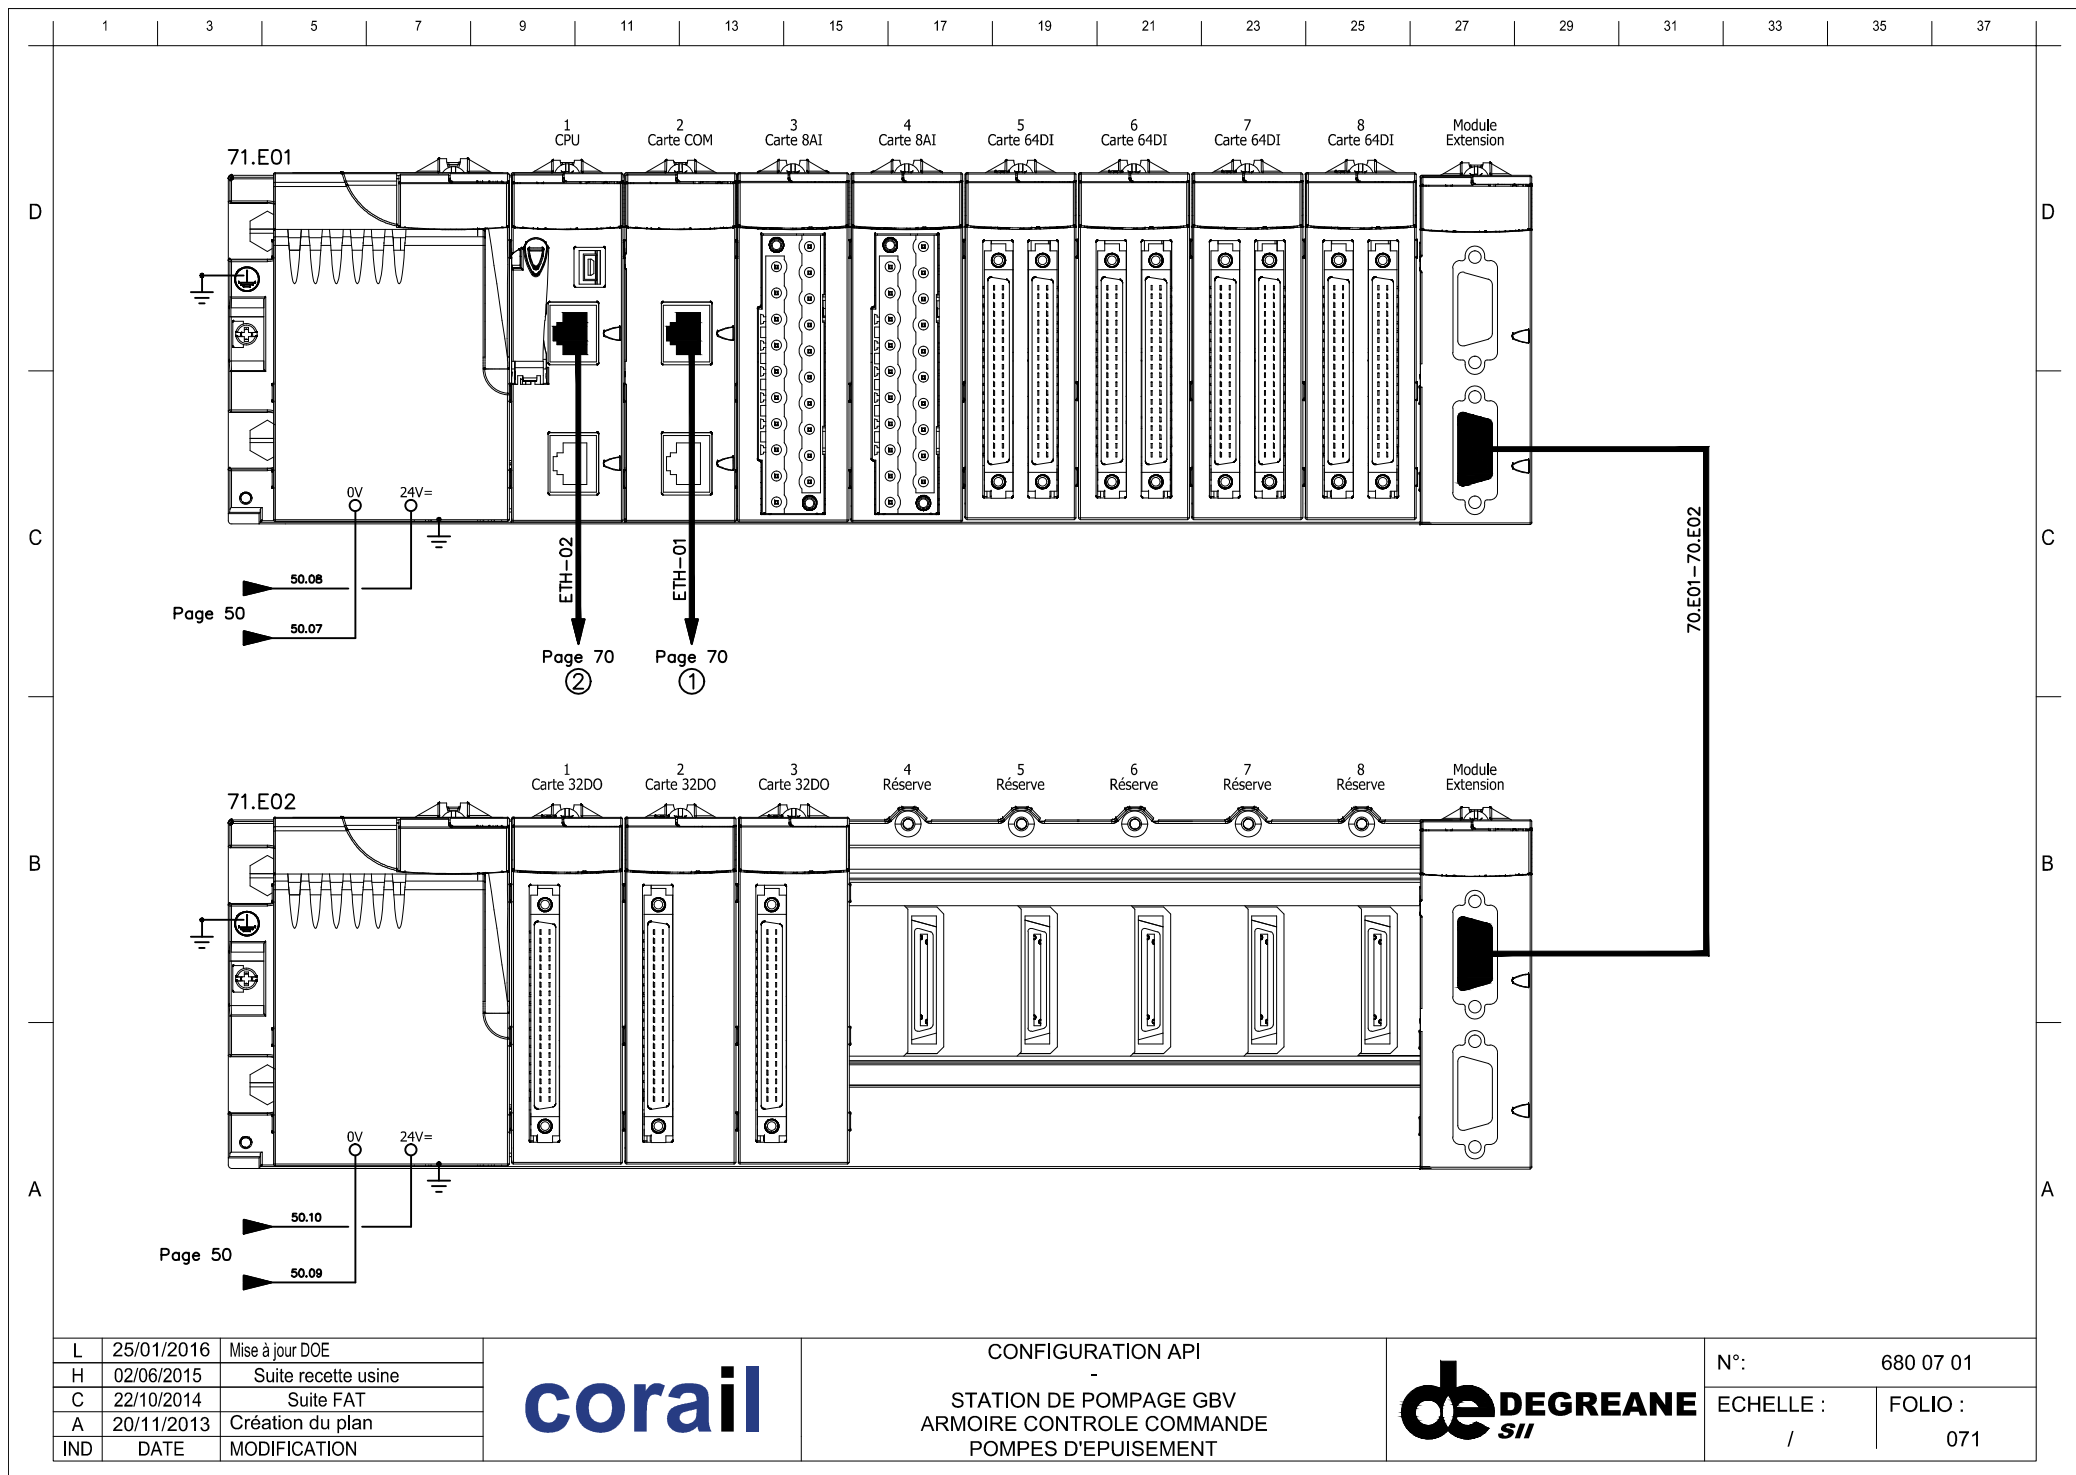 1 3 5 7 9 11 13 15 17 19 21 23 25 27 29 31 33 35 37
1 2 3 4 5 6 7 8 Module
CPU Carte COM Carte 8AI Carte 8AI Carte 64DI Carte 64DI Carte 64DI Carte 64DI Extension
71.E01
D D
0V 24V=
C C
ETH-02
ETH-01
70.E01-70.E02
50.08
Page 50
50.07
Page 70 Page 70
2 1
1 2 3 4 5 6 7 8 Module
Carte 32DO Carte 32DO Carte 32DO Réserve Réserve Réserve Réserve Réserve Extension
71.E02
B B
0V 24V=
A A
50.10
Page 50
50.09
L 25/01/2016 Mise à jour DOE
H 02/06/2015 Suite recette usine
C 22/10/2014 Suite FAT
A 20/11/2013 Création du plan
IND DATE MODIFICATION
corail
CONFIGURATION API
-
STATION DE POMPAGE GBV
ARMOIRE CONTROLE COMMANDE
POMPES D'EPUISEMENT
de DEGREANE
SII
N°: 680 07 01
ECHELLE : FOLIO :
/ 071